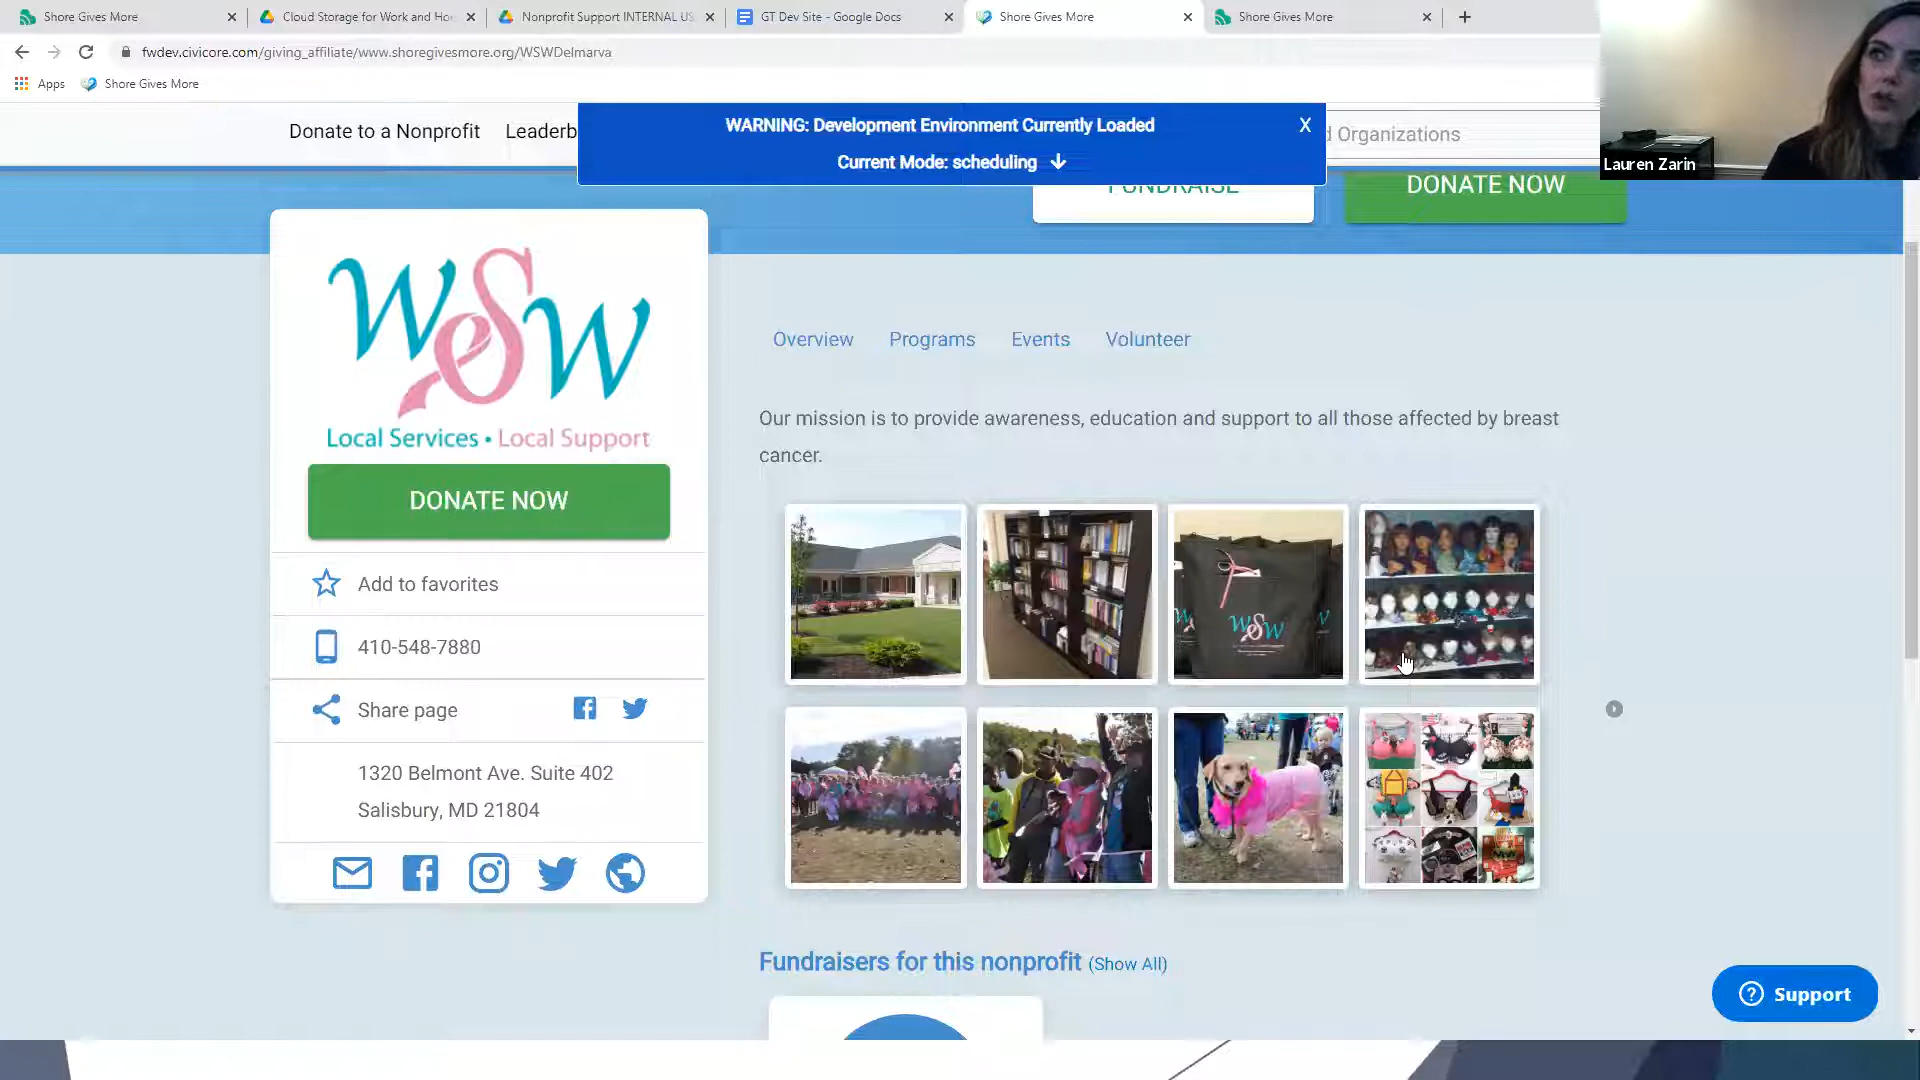 Shore Gives More
Cloud Storage for Work and Ho
Nonprofit Support INTERNAL US
GT Dev Site - Google Docs
Shore Gives More
Shore Gives More
fwdev.civicore.com/giving_affiliate/www.shoregivesmore.org/WSWDelmarva
Apps
Shore Gives More
Donate to a Nonprofit
Leaderb
WARNING: Development Environment Currently Loaded
X
Current Mode: scheduling
d Organizations
Lauren Zarin
FUNDRAISE
DONATE NOW
WSW
Local Services • Local Support
DONATE NOW
Add to favorites
410-548-7880
Share page
1320 Belmont Ave. Suite 402
Salisbury, MD 21804
Overview
Programs
Events
Volunteer
Our mission is to provide awareness, education and support to all those affected by breast
cancer.
WSW
Fundraisers for this nonprofit (Show All)
Support